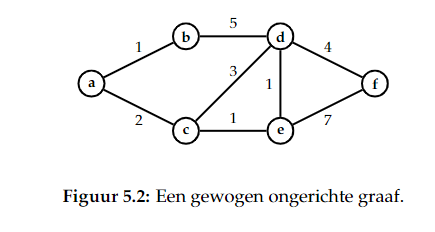 5
b
d
1
4
3
a
1
f
2
1
7
c
e
Figuur 5.2: Een gewogen ongerichte graaf.